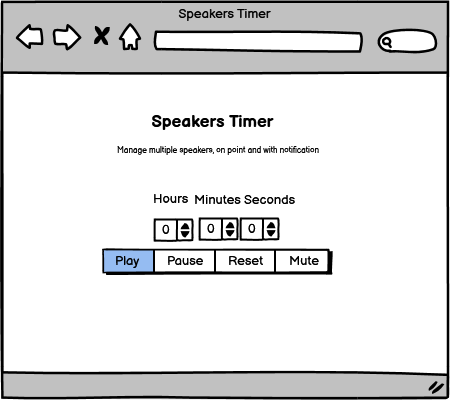 Speakers Timer
Speakers Timer
Manage multiple speakers, on point and with notification
Hours Minutes Seconds
0 0 0
Play Pause Reset Mute